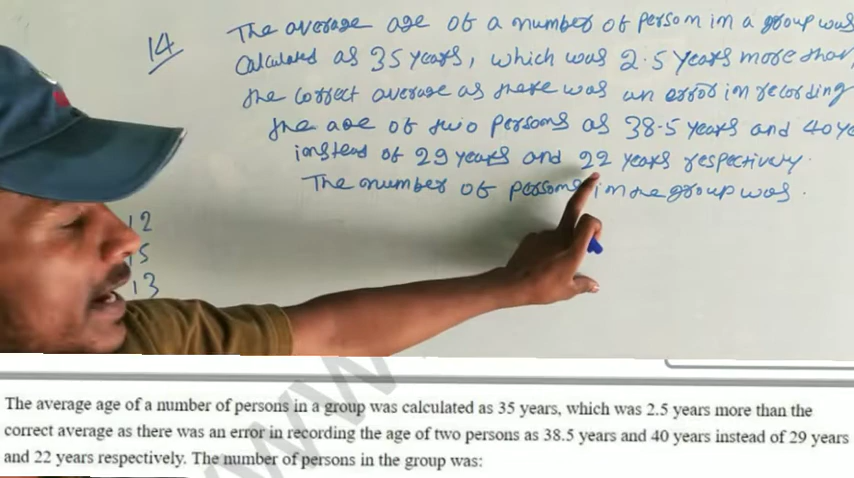 14 The average age of a number of person in a group was
Calculated as 35 years, which was 2.5 years more than
the correct average as there was an error in recording
the age of two persons as 38.5 years and 40 ye
instead of 29 years and 22 years respectively.
The number of persons in the group was.
12
15
13
The average age of a number of persons in a group was calculated as 35 years, which was 2.5 years more than the
correct average as there was an error in recording the age of two persons as 38.5 years and 40 years instead of 29 years
and 22 years respectively. The number of persons in the group was: